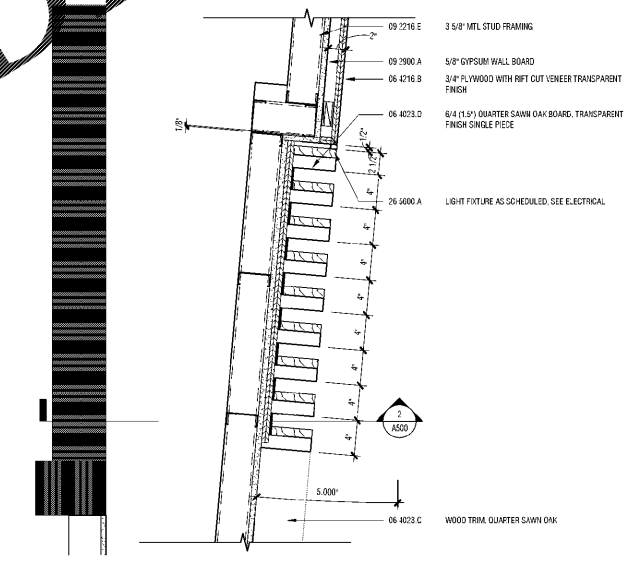 09 2216.E 3 5/8" MTL STUD FRAMING
2"
09 2900.A 5/8" GYPSUM WALL BOARD
06 4216.B 3/4" PLYWOOD WITH RIFT CUT VENEER TRANSPARENT
FINISH
06 4023.D 6/4 (1.5") QUARTER SAWN OAK BOARD, TRANSPARENT
FINISH SINGLE PIECE
1/8"
1/2"
2 1/2"
4"
26 5600.A LIGHT FIXTURE AS SCHEDULED, SEE ELECTRICAL
4"
4"
4"
4"
4"
4"
4"
2
A500
4"
5.000"
06 4023.C WOOD TRIM, QUARTER SAWN OAK